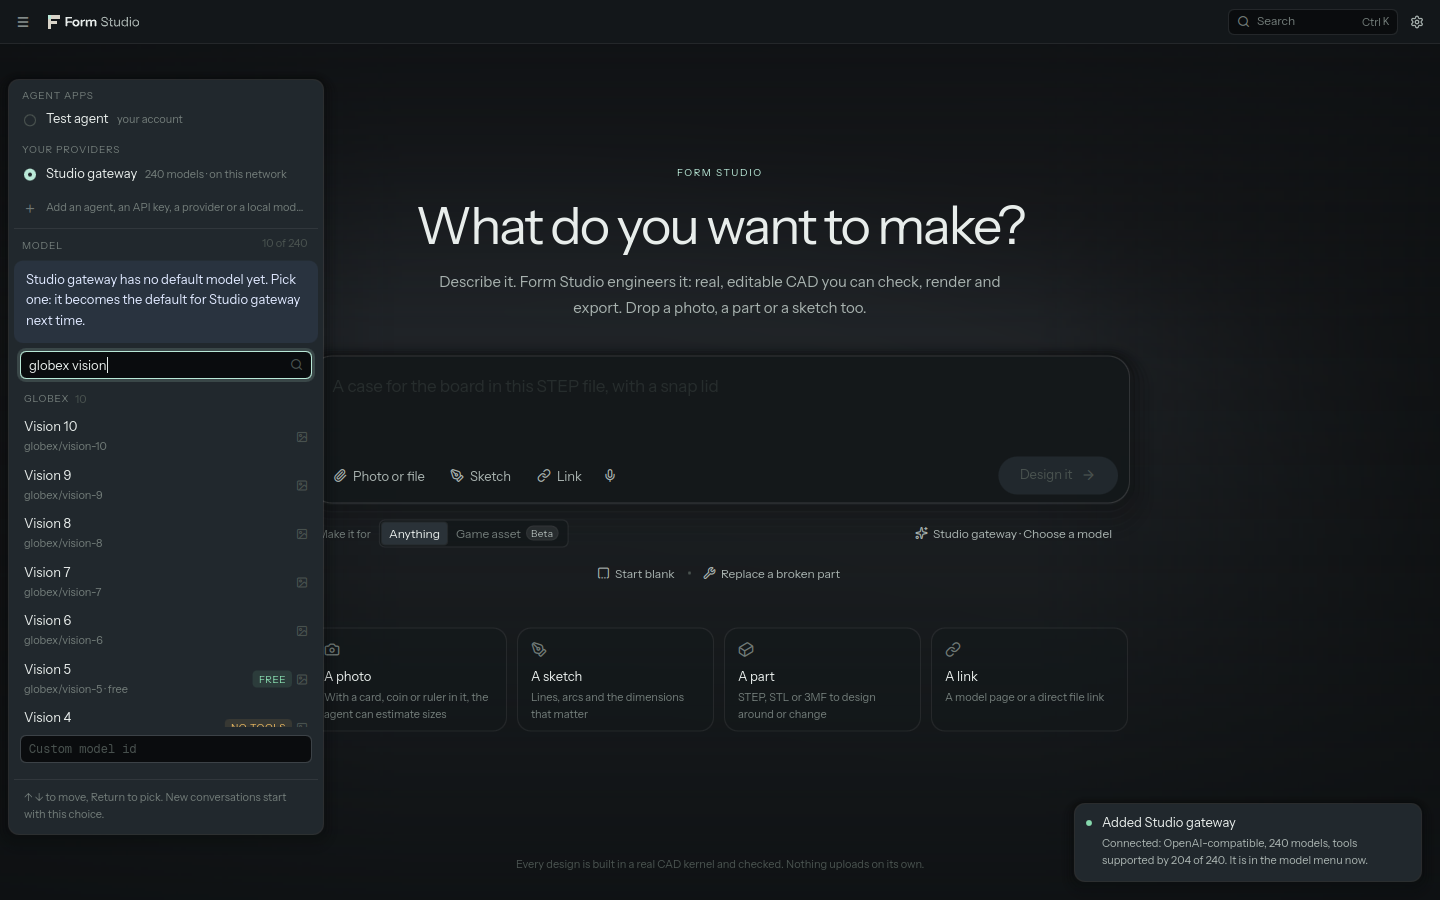 Form Studio
Search
Ctrl K
AGENT APPS
Test agent your account
YOUR PROVIDERS
Studio gateway 240 models · on this network
Add an agent, an API key, a provider or a local mod...
MODEL 10 of 240
Studio gateway has no default model yet. Pick
one: it becomes the default for Studio gateway
next time.
globex vision
GLOBEX 10
Vision 10
globex/vision-10
Vision 9
globex/vision-9
Vision 8
globex/vision-8
Vision 7
globex/vision-7
Vision 6
globex/vision-6
Vision 5
globex/vision-5 · free
FREE
Vision 4
NO TOOLS
Custom model id
↑ ↓ to move, Return to pick. New conversations start
with this choice.
FORM STUDIO
What do you want to make?
Describe it. Form Studio engineers it: real, editable CAD you can check, render and
export. Drop a photo, a part or a sketch too.
A case for the board in this STEP file, with a snap lid
Photo or file
Sketch
Link
Design it
Make it for
Anything
Game asset Beta
Studio gateway · Choose a model
Start blank • Replace a broken part
A photo
With a card, coin or ruler in it, the
agent can estimate sizes
A sketch
Lines, arcs and the dimensions
that matter
A part
STEP, STL or 3MF to design
around or change
A link
A model page or a direct file link
Every design is built in a real CAD kernel and checked. Nothing uploads on its own.
Added Studio gateway
Connected: OpenAI-compatible, 240 models, tools
supported by 204 of 240. It is in the model menu now.